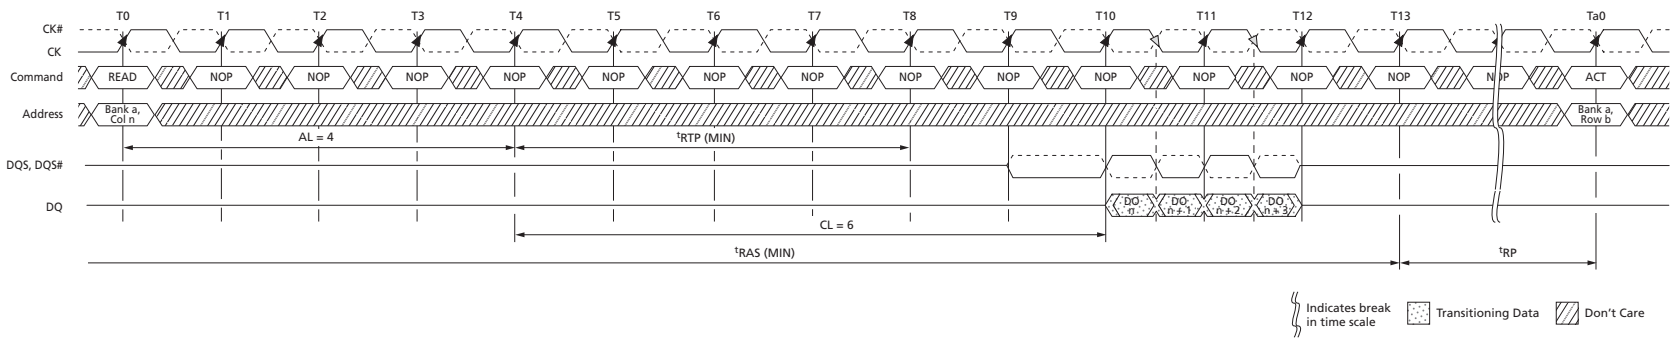 T0 T1 T2 T3 T4 T5 T6 T7 T8 T9 T10 T11 T12 T13 Ta0
CK#
CK
Command READ NOP NOP NOP NOP NOP NOP NOP NOP NOP NOP NOP NOP NOP NOP ACT
Address Bank a, Col n Bank a, Row b
AL = 4 tRTP (MIN)
DQS, DQS#
DQ DO n DO n + 1 DO n + 2 DO n + 3
CL = 6
tRAS (MIN) tRP
Indicates break in time scale Transitioning Data Don't Care